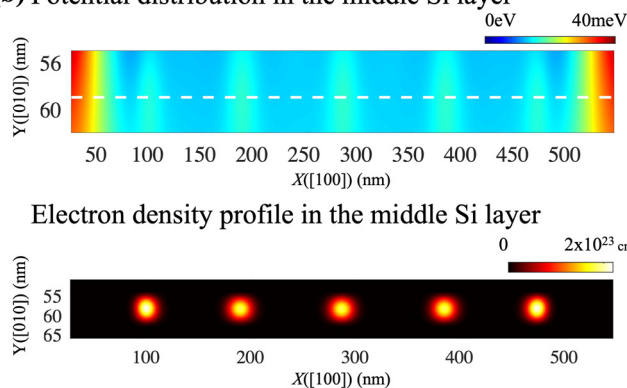 Potential distribution in the middle Si layer
0eV 40meV
Y([010]) (nm)
56
60
50 100 150 200 250 300 350 400 450 500
X([100]) (nm)
Electron density profile in the middle Si layer
0 2x10²³ cm
Y([010]) (nm)
55
60
65
100 200 300 400 500
X([100]) (nm)